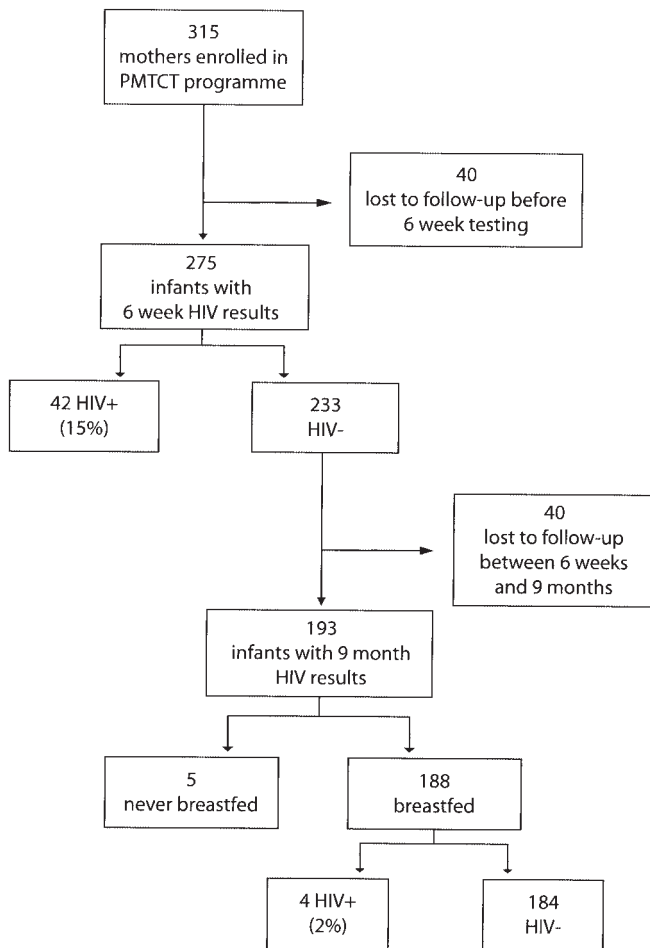 315
mothers enrolled in
PMTCT programme
40
lost to follow-up before
6 week testing
275
infants with
6 week HIV results
42 HIV+
(15%)
233
HIV-
40
lost to follow-up
between 6 weeks
and 9 months
193
infants with 9 month
HIV results
5
never breastfed
188
breastfed
4 HIV+
(2%)
184
HIV-